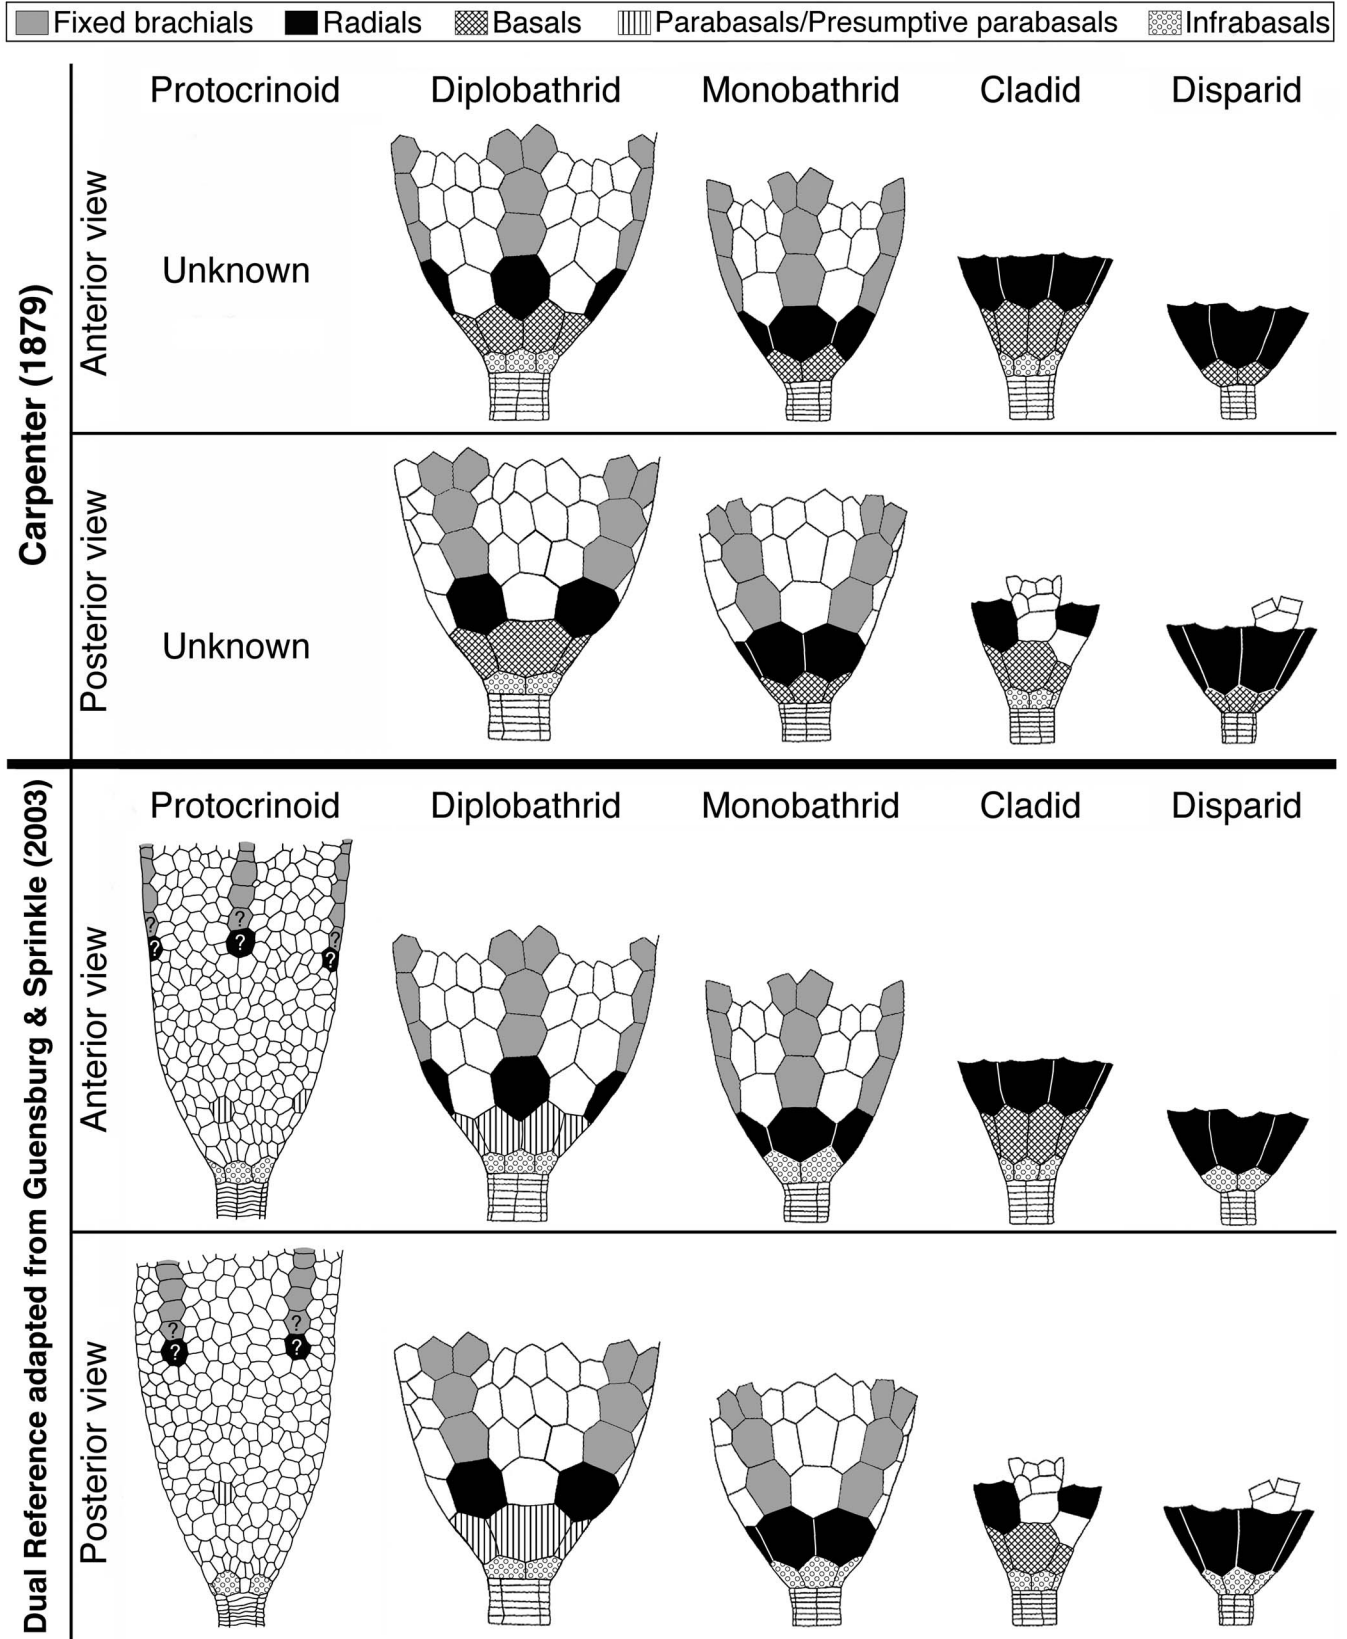 Fixed brachials Radials Basals Parabasals/Presumptive parabasals Infrabasals
Carpenter (1879)
Protocrinoid Diplobathrid Monobathrid Cladid Disparid
Anterior view
Unknown
Posterior view
Unknown
Dual Reference adapted from Guensburg & Sprinkle (2003)
Protocrinoid Diplobathrid Monobathrid Cladid Disparid
Anterior view
? ? ?
? ? ?
Posterior view
? ?
? ?